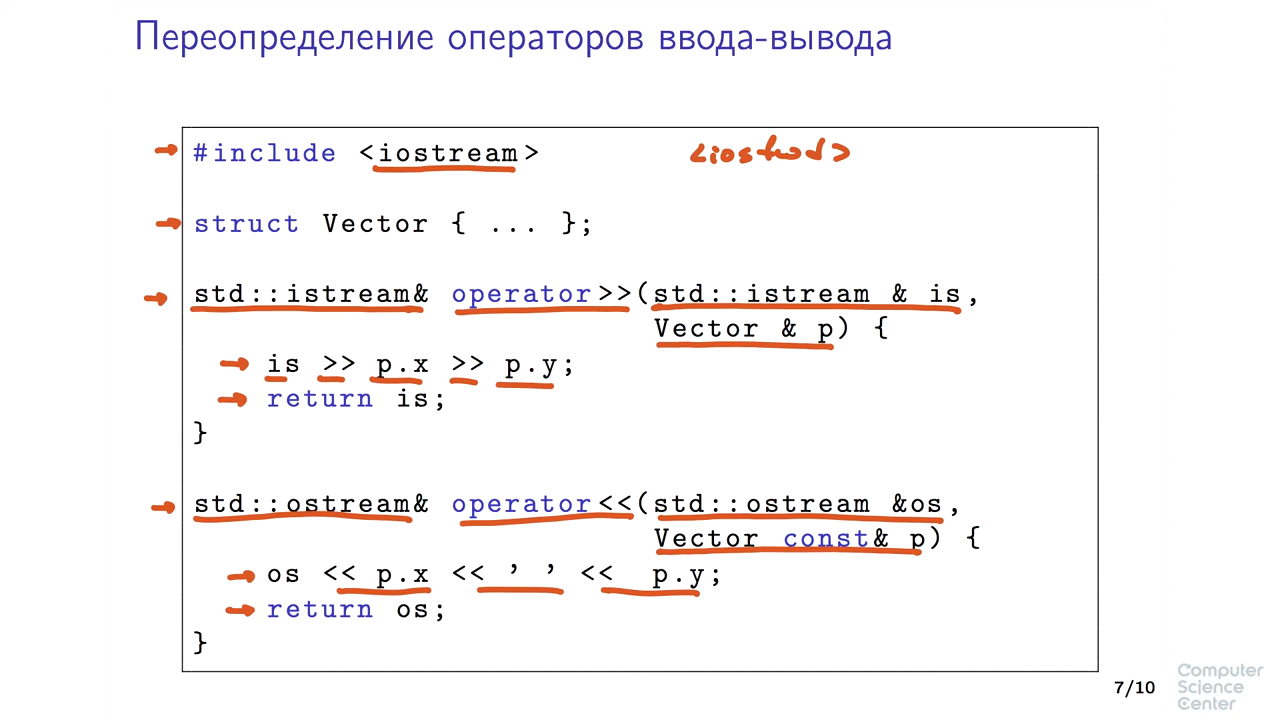 Переопределение операторов ввода-вывода
#include <iostream>
<iosfwd>
struct Vector { ... };
std::istream& operator>>(std::istream & is,
Vector & p) {
is >> p.x >> p.y;
return is;
}
std::ostream& operator<<(std::ostream &os,
Vector const& p) {
os << p.x << ’ ’ << p.y;
return os;
}
7/10
Computer
Science
Center